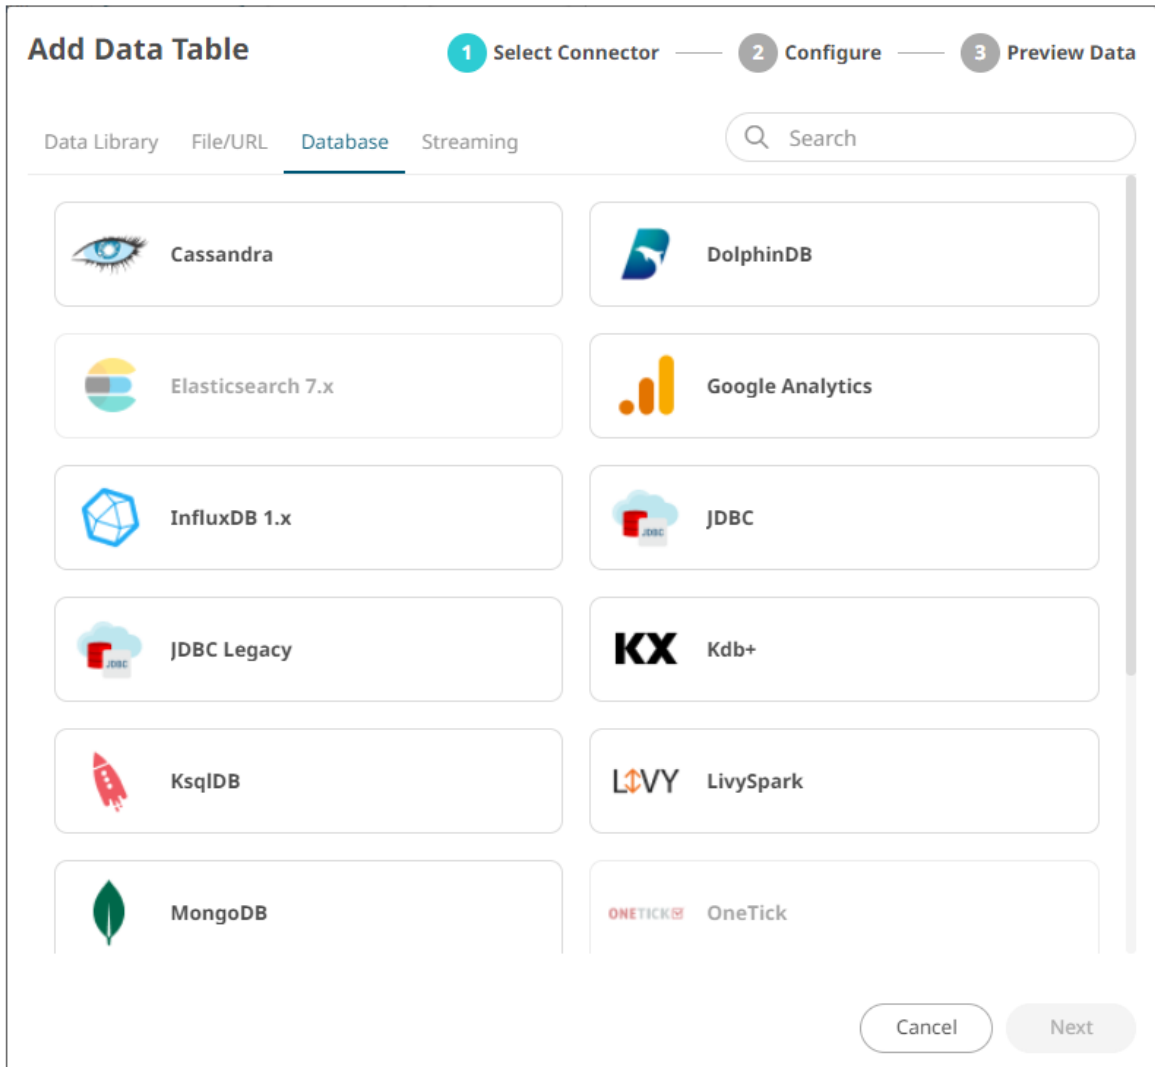 Add Data Table
1 Select Connector 2 Configure 3 Preview Data
Data Library File/URL Database Streaming
Search
Cassandra
DolphinDB
Elasticsearch 7.x
Google Analytics
InfluxDB 1.x
JDBC
JDBC
JDBC
JDBC Legacy
KX
Kdb+
KsqlDB
LIVY
LivySpark
MongoDB
ONETICK
OneTick
Cancel
Next